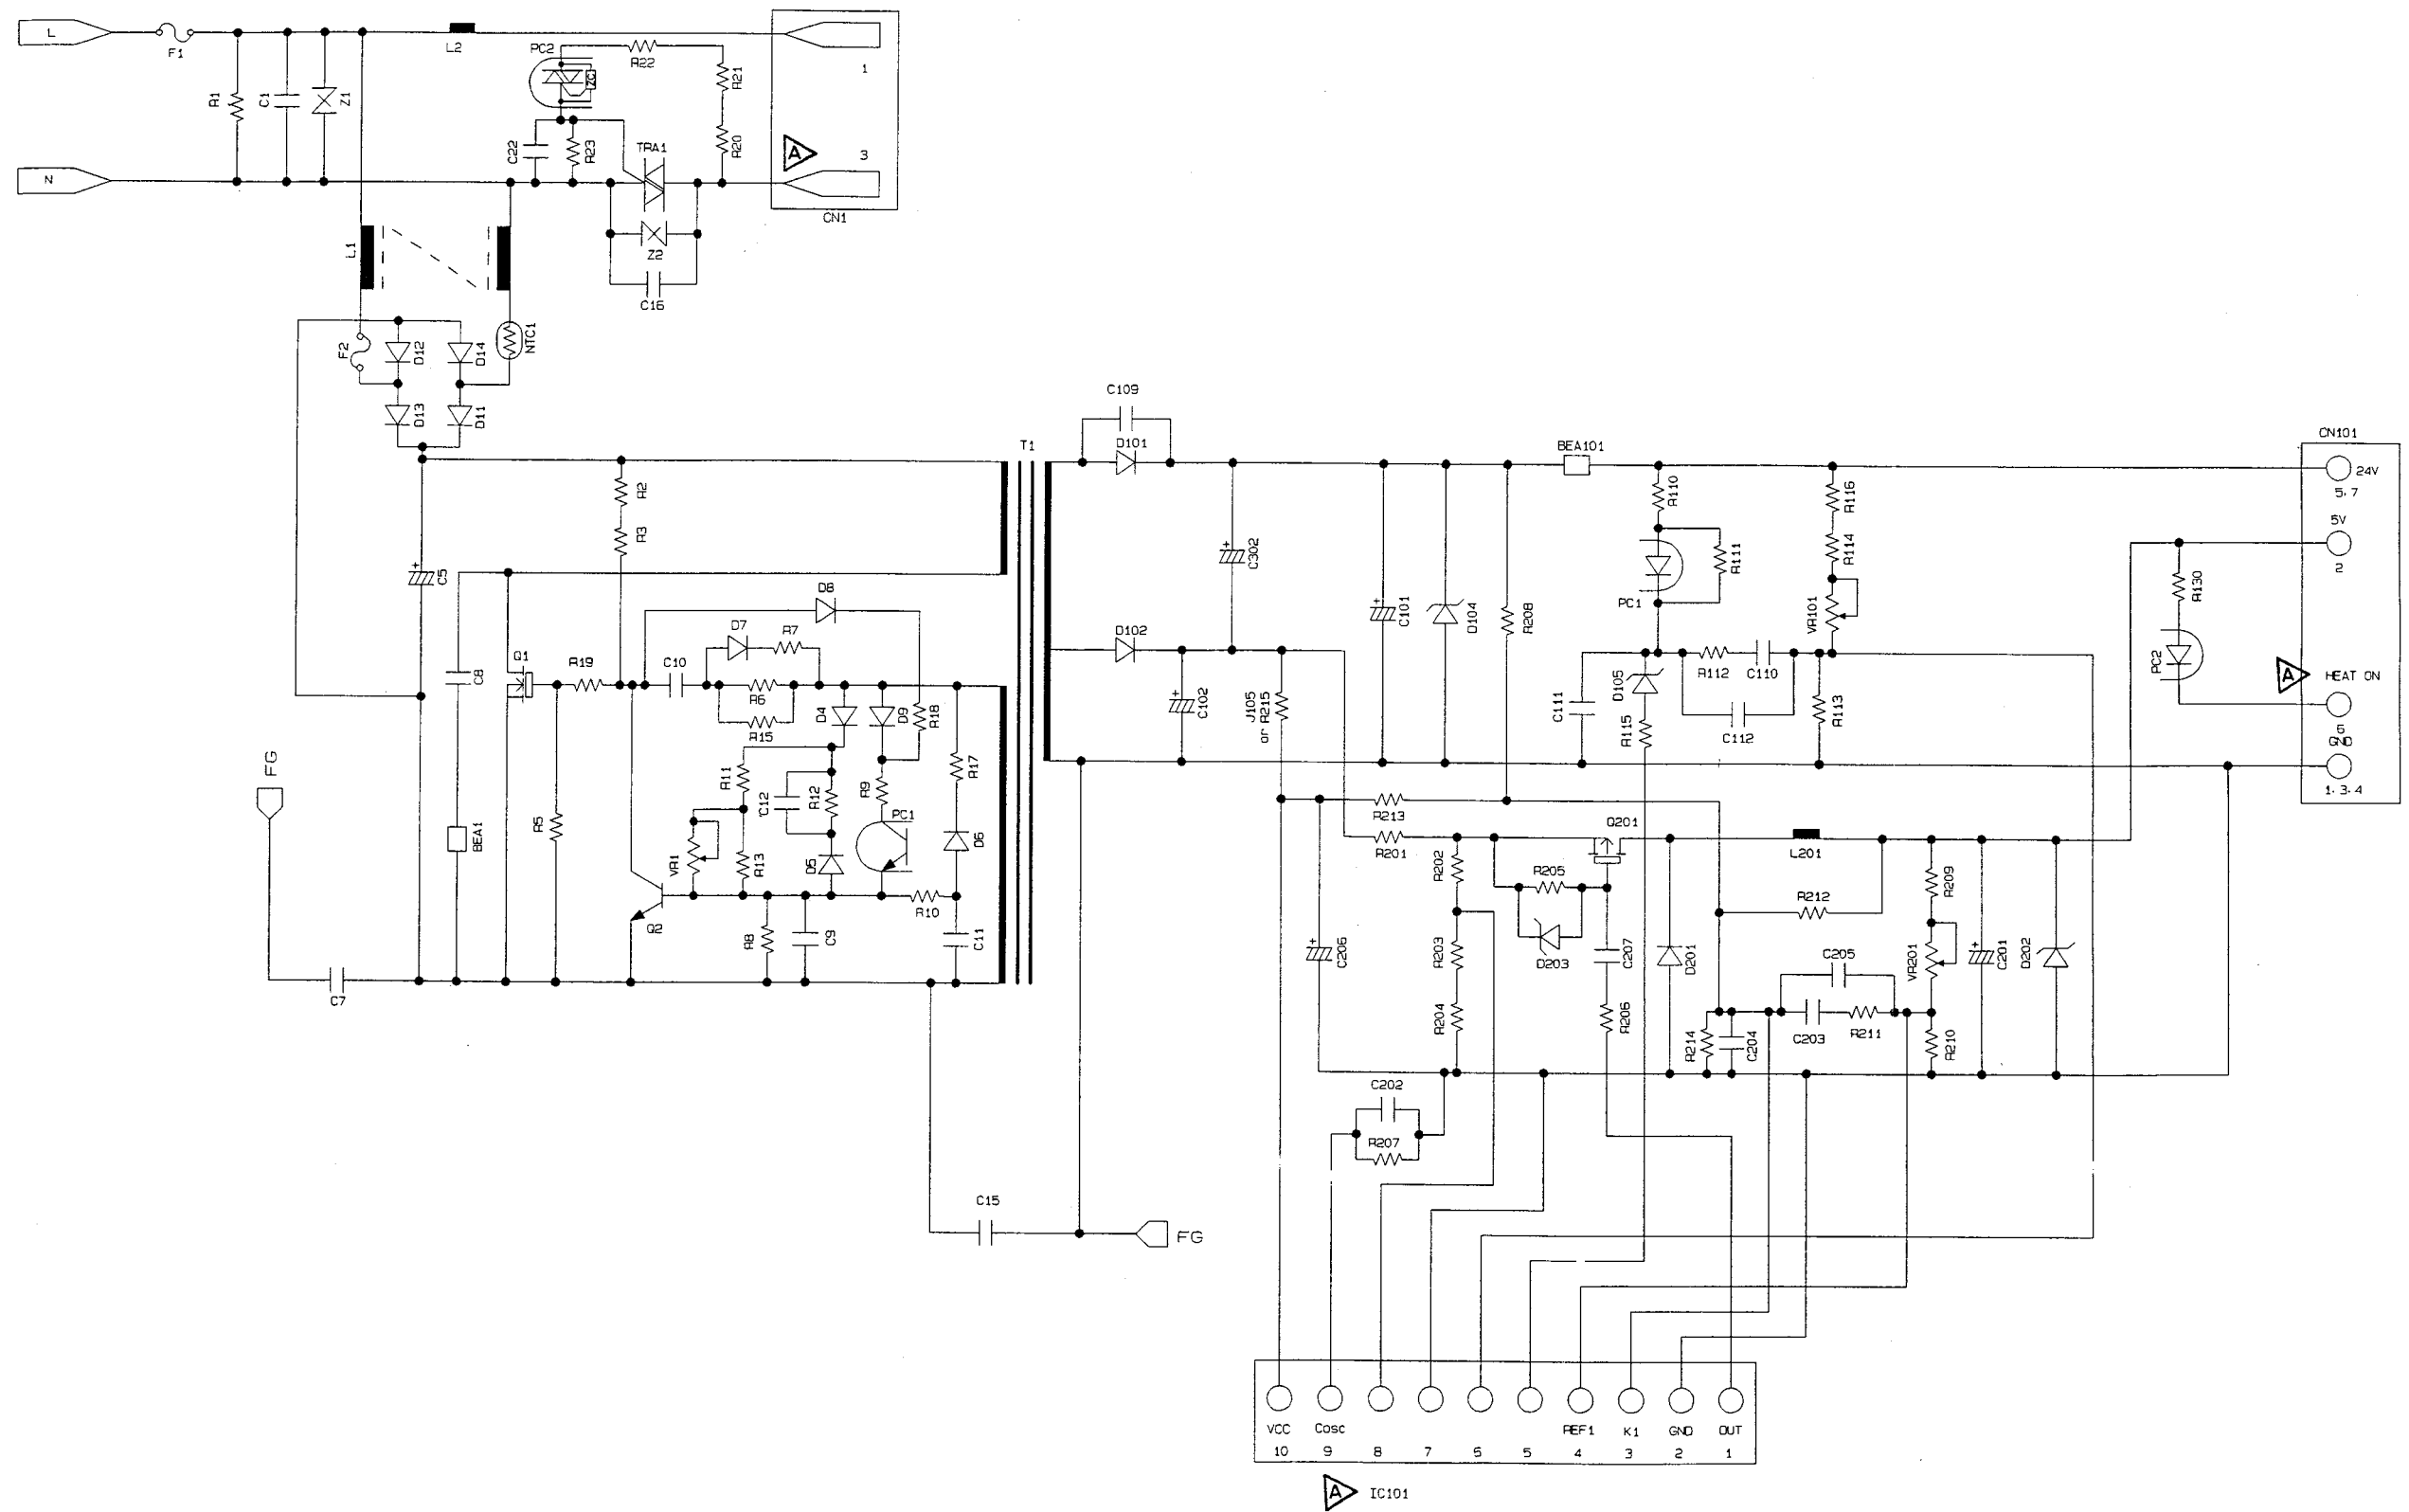 L
F1
L2
PC2
R22
1
R1
C1
Z1
ZC
R21
C22
R23
TRA1
R20
A
3
N
CN1
Z2
C16
L1
F2
D12
D14
NTC1
D13
D11
C109
D101
T1
BEA101
CN101
24V
5, 7
R2
R3
C5
C302
R110
R111
R116
R114
5V
2
D8
D7
R7
C101
D104
R208
PC1
VR101
R130
D102
Q1
R19
C10
C8
R6
R15
D4
D9
R18
C102
J105
or R215
C111
D105
R115
R112
C110
C112
R113
PC2
A
HEAT ON
6
GND
1, 3, 4
FG
R11
C12
R12
R9
R17
PC1
R5
BEA1
VR1
R13
D5
D6
R213
R201
Q201
L201
R202
R205
R212
R209
R10
Q2
R8
C9
C11
C206
R203
D203
C207
D201
C205
VR201
C201
D202
C7
R204
R206
R214
C204
C203
R211
R210
C202
R207
C15
FG
VCC
Cosc
REF1
K1
GND
OUT
10
9
8
7
6
5
4
3
2
1
A
IC101